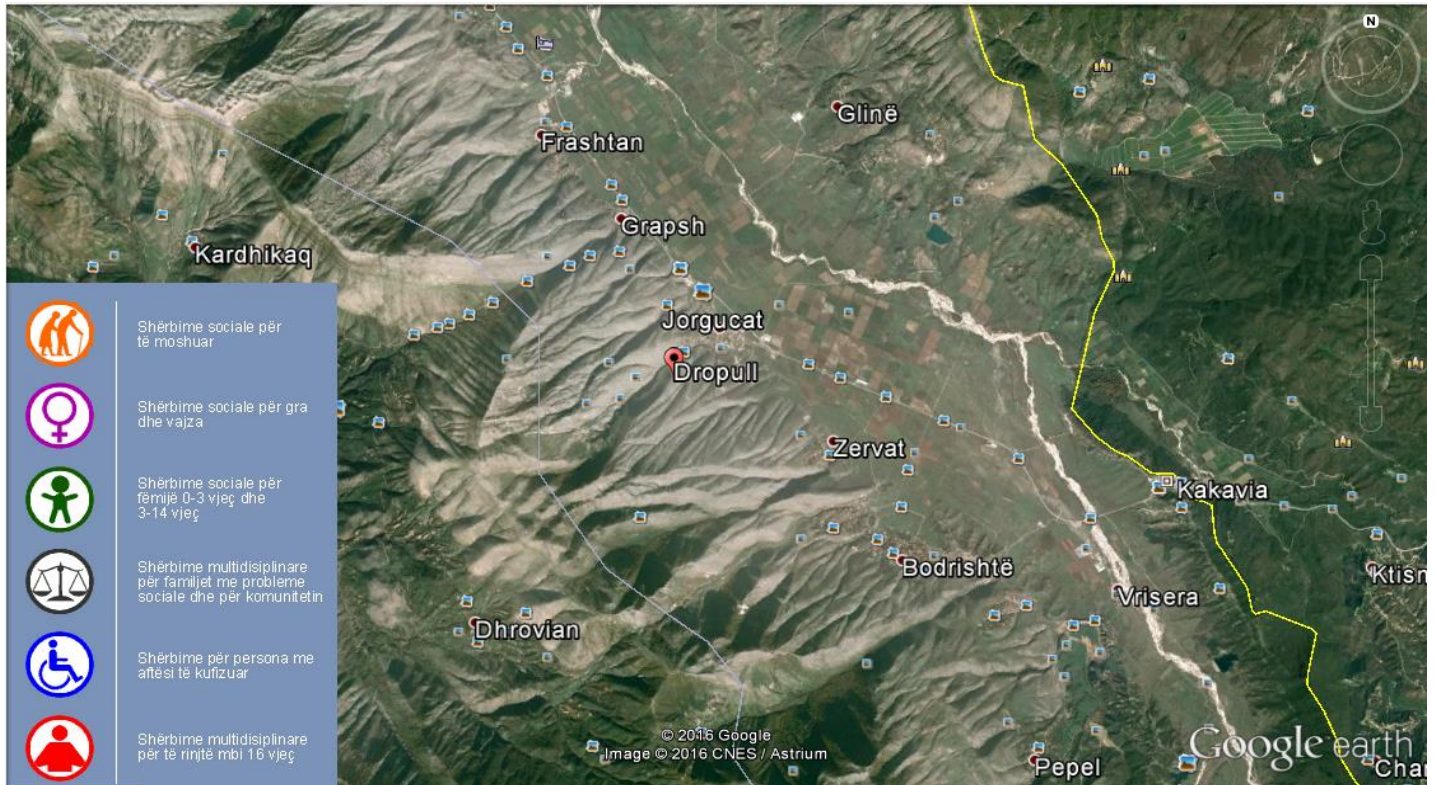 N
Glinë
Frashtan
Grapsh
Kardhikaq
Jorgucat
Dropull
Zervat
Kakavia
Bodrishtë
Vrisera
Dhrovian
Pepel
Shërbime sociale për
të moshuar
Shërbime sociale për gra
dhe vajza
Shërbime sociale për
fëmijë 0-3 vjeç dhe
3-14 vjeç
Shërbime multidisiplinare
për familjet me probleme
sociale dhe për komunitetin
Shërbime për persona me
aftësi të kufizuar
Shërbime multidisiplinare
për të rinjtë mbi 16 vjeç
© 2016 Google
Image © 2016 CNES / Astrium
Google earth